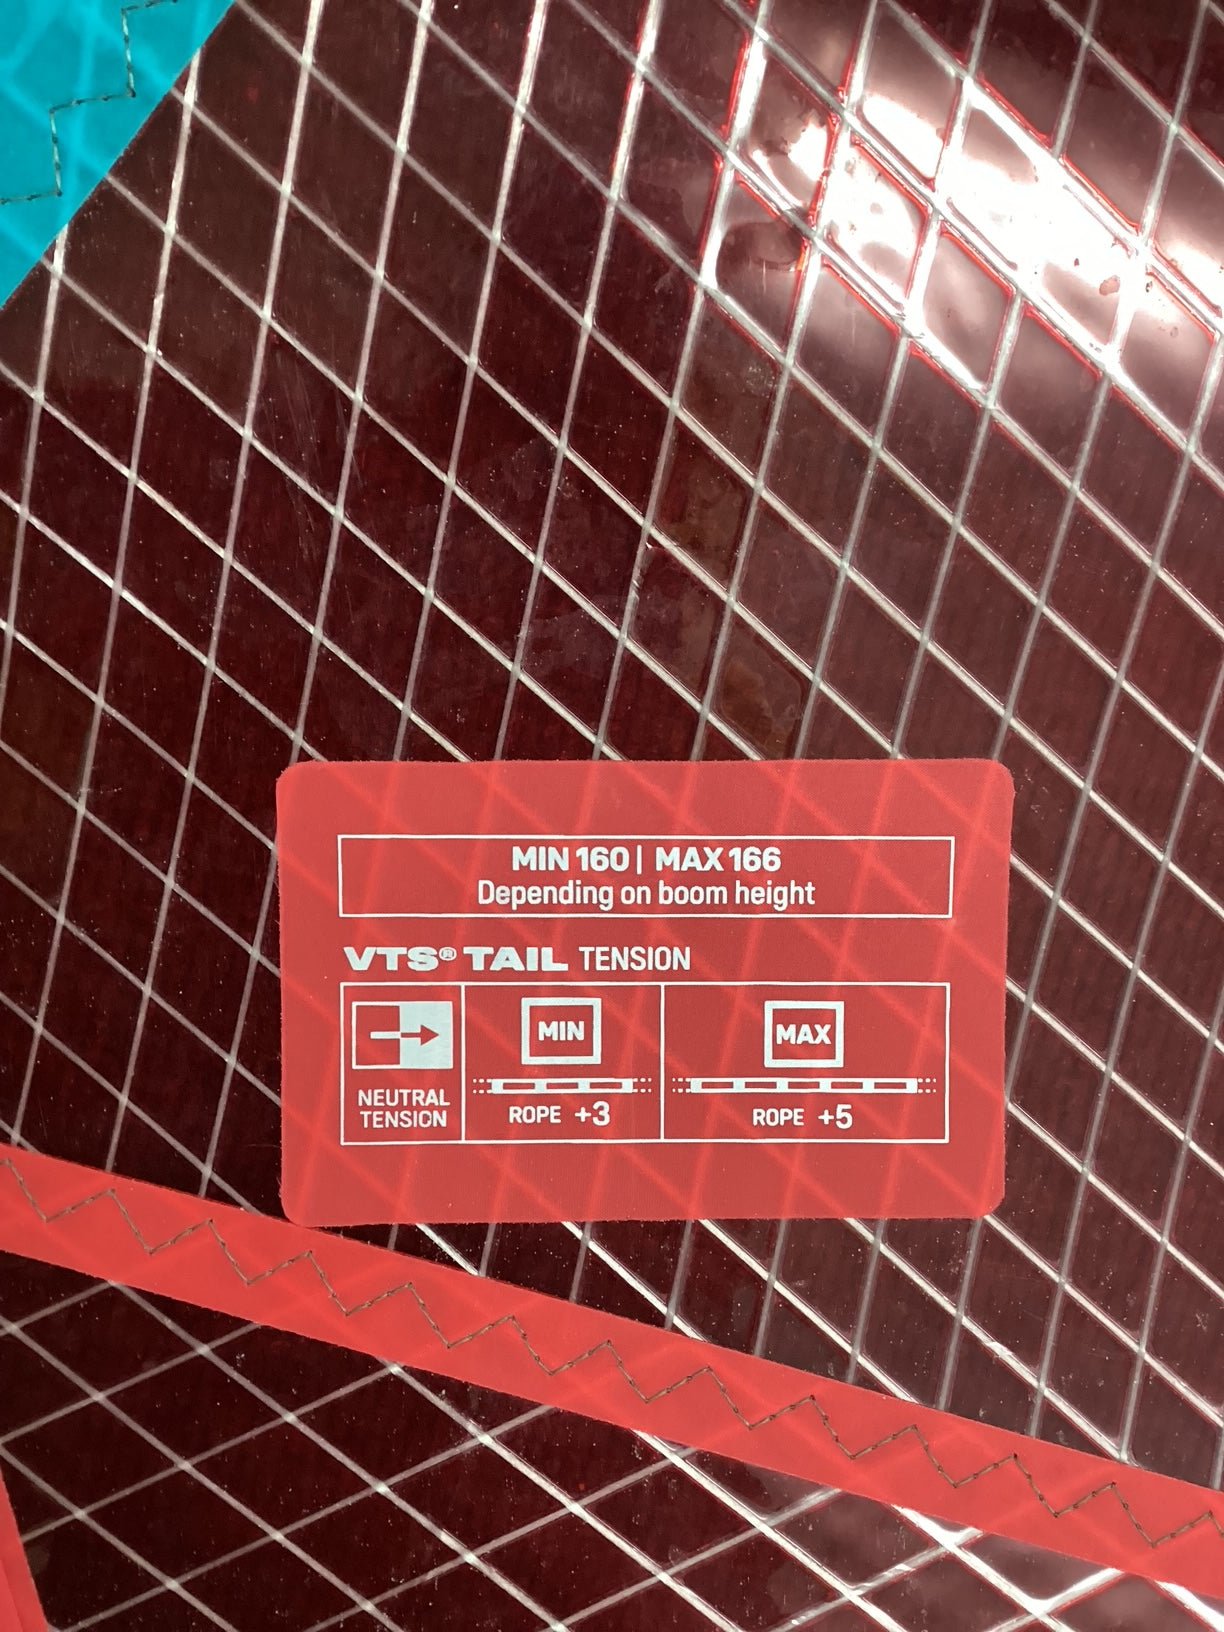 MIN 160 | MAX 166
Depending on boom height
VTS® TAIL TENSION
NEUTRAL
TENSION
MIN
ROPE +3
MAX
ROPE +5